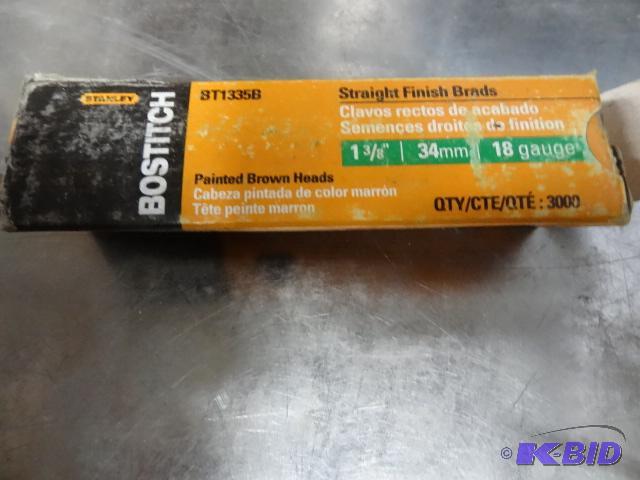 STANLEY
BOSTITCH
BT1335B
Painted Brown Heads
Cabeza pintada de color marrón
Tête peinte marron
Straight Finish Brads
Clavos rectos de acabado
Semences droites de finition
1 3/8" | 34mm | 18 gauge
QTY/CTE/QTÉ : 3000
© K-BID